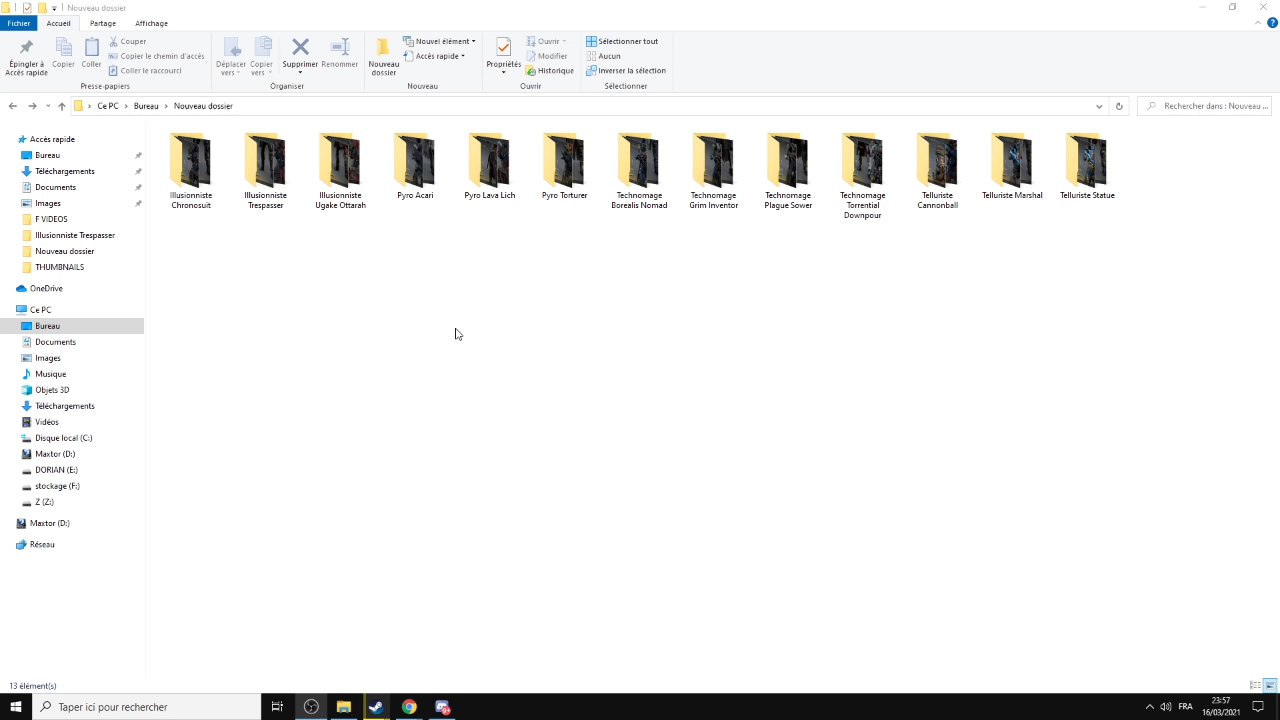 Nouveau dossier
Fichier Accueil Partage Affichage
Épingler à Accès rapide
Copier
Coller
Couper
Copier le chemin d'accès
Coller le raccourci
Presse-papiers
Déplacer vers
Copier vers
Supprimer
Renommer
Organiser
Nouveau dossier
Nouvel élément
Accès rapide
Nouveau
Propriétés
Ouvrir
Modifier
Historique
Ouvrir
Sélectionner tout
Aucun
Inverser la sélection
Sélectionner
Ce PC Bureau Nouveau dossier
Rechercher dans : Nouveau ...
Accès rapide
Bureau
Téléchargements
Documents
Images
F VIDEOS
Illusionniste Trespasser
Nouveau dossier
THUMBNAILS
OneDrive
Ce PC
Bureau
Documents
Images
Musique
Objets 3D
Téléchargements
Vidéos
Disque local (C:)
Maxtor (D:)
DORIAN (E:)
stockage (F:)
Z (Z:)
Maxtor (D:)
Réseau
Illusionniste Chronosuit
Illusionniste Trespasser
Illusionniste Ugake Ottarah
Pyro Acari
Pyro Lava Lich
Pyro Torturer
Technomage Borealis Nomad
Technomage Grim Inventor
Technomage Plague Sower
Technomage Torrential Downpour
Telluriste Cannonball
Telluriste Marshal
Telluriste Statue
13 élément(s)
Taper ici pour rechercher
FRA
23:57
16/03/2021